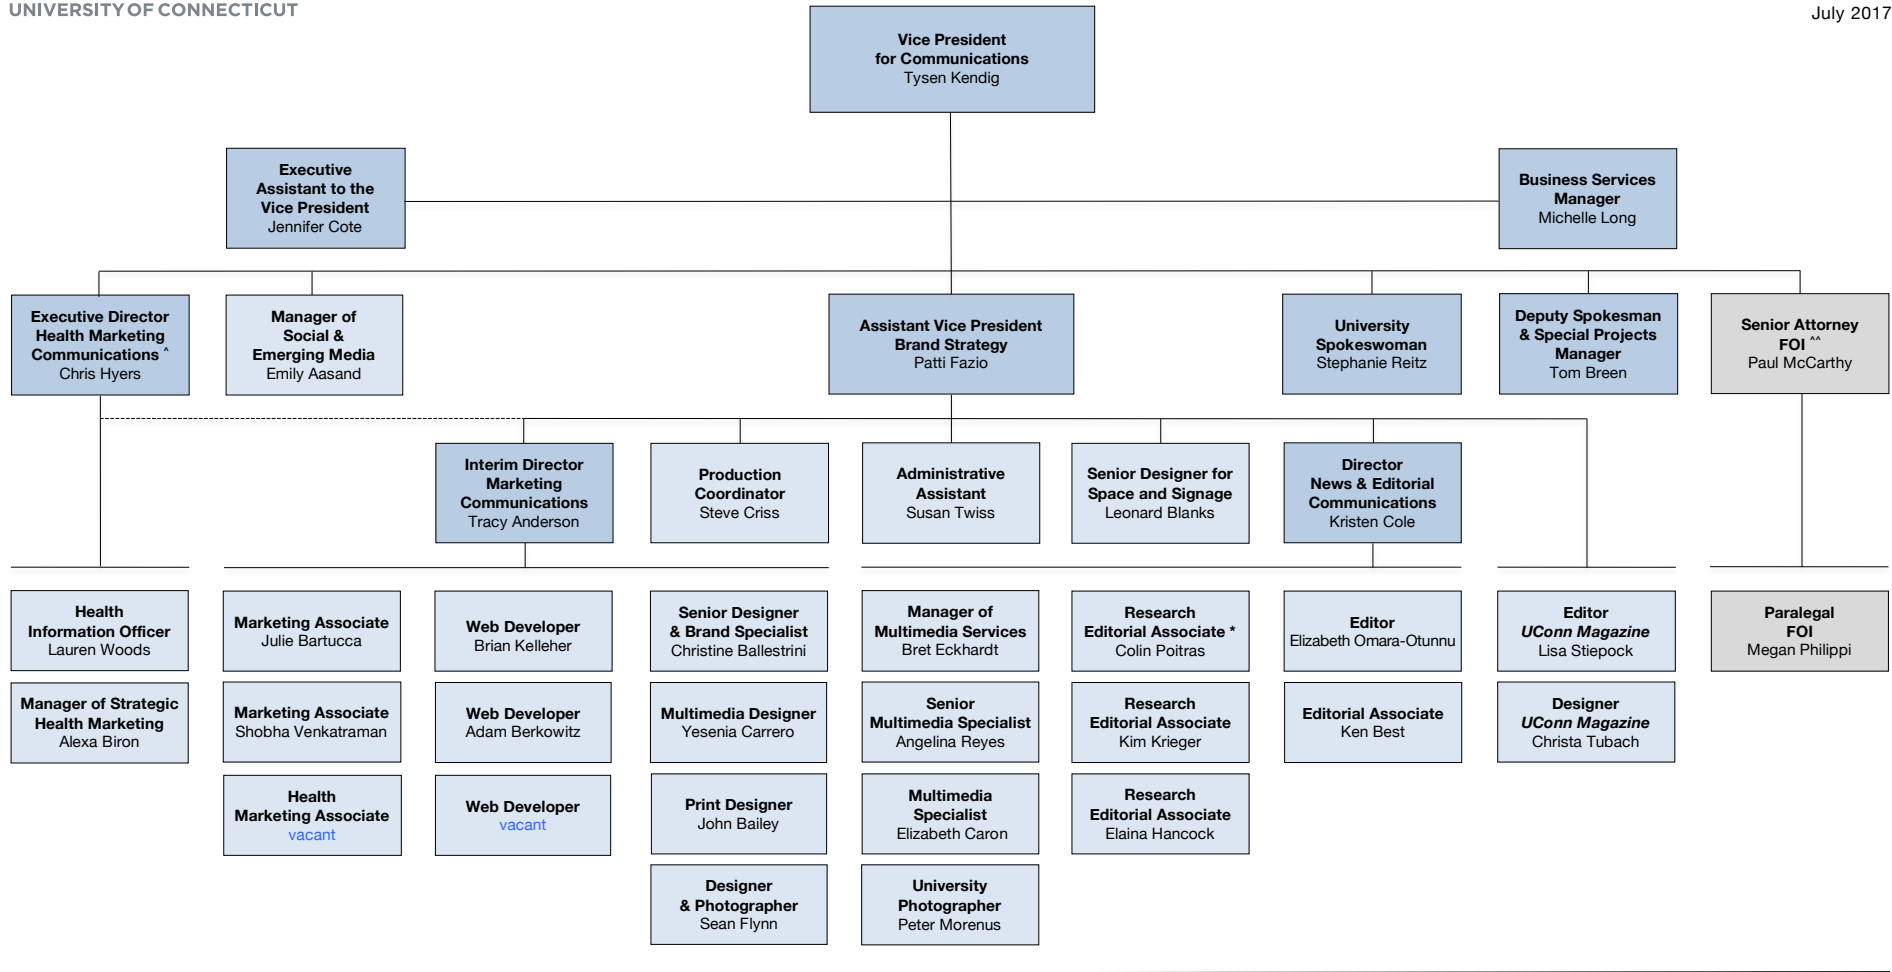 UNIVERSITY OF CONNECTICUT
July 2017
Vice President
for Communications
Tysen Kendig
Executive
Assistant to the
Vice President
Jennifer Cote
Business Services
Manager
Michelle Long
Executive Director
Health Marketing
Communications ^
Chris Hyers
Manager of
Social &
Emerging Media
Emily Aasand
Assistant Vice President
Brand Strategy
Patti Fazio
University
Spokeswoman
Stephanie Reitz
Deputy Spokesman
& Special Projects
Manager
Tom Breen
Senior Attorney
FOI ^^
Paul McCarthy
Interim Director
Marketing
Communications
Tracy Anderson
Production
Coordinator
Steve Criss
Administrative
Assistant
Susan Twiss
Senior Designer for
Space and Signage
Leonard Blanks
Director
News & Editorial
Communications
Kristen Cole
Health
Information Officer
Lauren Woods
Marketing Associate
Julie Bartucca
Web Developer
Brian Kelleher
Senior Designer
& Brand Specialist
Christine Ballestrini
Manager of
Multimedia Services
Bret Eckhardt
Research
Editorial Associate *
Colin Poitras
Editor
Elizabeth Omara-Otunnu
Editor
UConn Magazine
Lisa Stiepock
Paralegal
FOI
Megan Philippi
Manager of Strategic
Health Marketing
Alexa Biron
Marketing Associate
Shobha Venkatraman
Web Developer
Adam Berkowitz
Multimedia Designer
Yesenia Carrero
Senior
Multimedia Specialist
Angelina Reyes
Research
Editorial Associate
Kim Krieger
Editorial Associate
Ken Best
Designer
UConn Magazine
Christa Tubach
Health
Marketing Associate
vacant
Web Developer
vacant
Print Designer
John Bailey
Multimedia
Specialist
Elizabeth Caron
Research
Editorial Associate
Elaina Hancock
Designer
& Photographer
Sean Flynn
University
Photographer
Peter Morenus